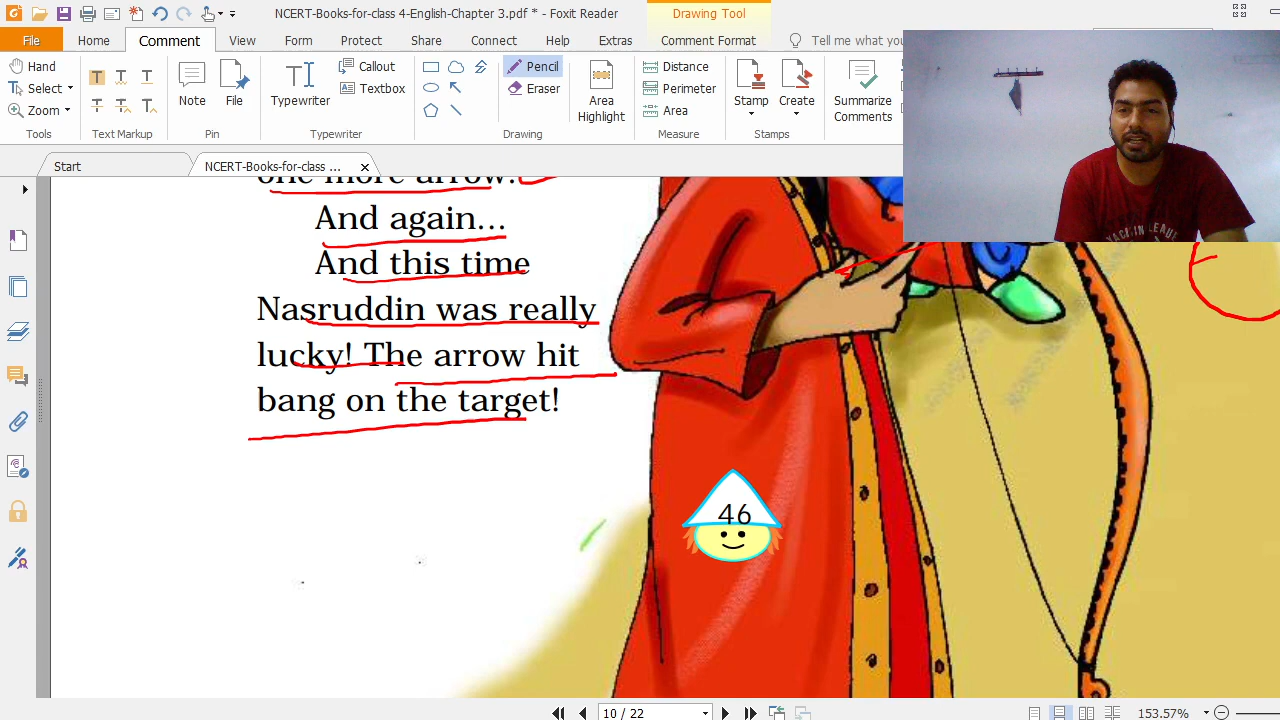 NCERT-Books-for-class 4-English-Chapter 3.pdf * - Foxit Reader
Drawing Tool
File Home Comment View Form Protect Share Connect Help Extras Comment Format Tell me what you
Hand
Select
Zoom
Tools
T T T
T T T
Text Markup
Note
File
Pin
Typewriter
Callout
Textbox
Typewriter
Pencil
Eraser
Area
Highlight
Drawing
Distance
Perimeter
Area
Measure
Stamp
Create
Stamps
Summarize
Comments
Start
NCERT-Books-for-class ...
one more arrow.
And again...
And this time
Nasruddin was really
lucky! The arrow hit
bang on the target!
46
10 / 22
153.57%